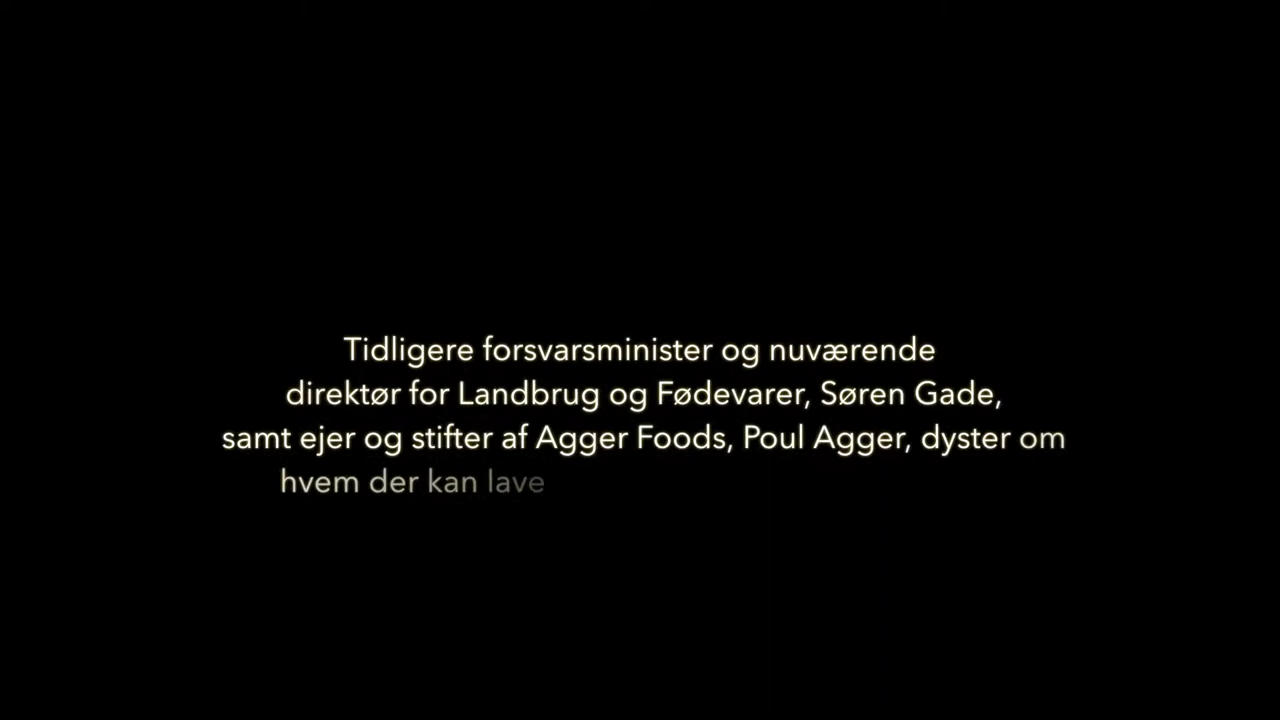 Tidligere forsvarsminister og nuværende
direktør for Landbrug og Fødevarer, Søren Gade,
samt ejer og stifter af Agger Foods, Poul Agger, dyster om
hvem der kan lave